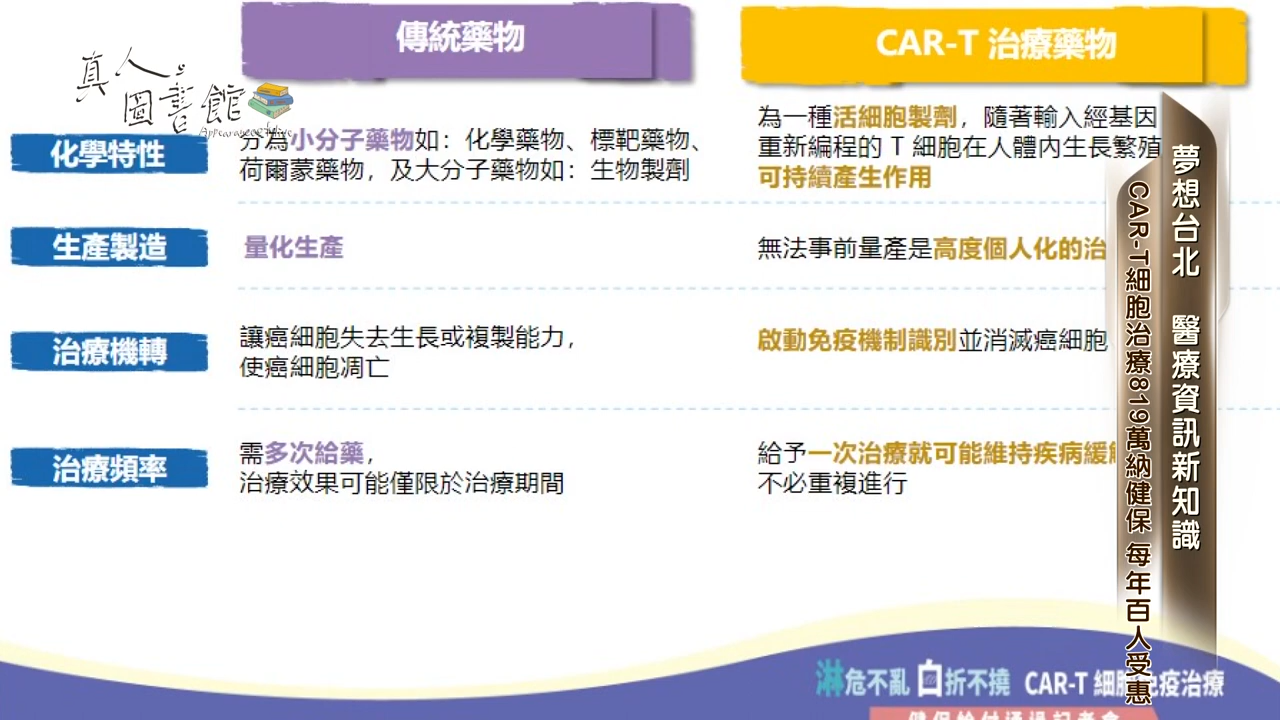 傳統藥物
CAR-T 治療藥物
真人
圖書館
化學特性
分為小分子藥物如：化學藥物、標靶藥物、
荷爾蒙藥物，及大分子藥物如：生物製劑
為一種活細胞製劑，隨著輸入經基因
重新編程的 T 細胞在人體內生長繁殖
可持續產生作用
生產製造
量化生產
無法事前量產是高度個人化的治
治療機轉
讓癌細胞失去生長或複製能力，
使癌細胞凋亡
啟動免疫機制識別並消滅癌細胞
治療頻率
需多次給藥，
治療效果可能僅限於治療期間
給予一次治療就可能維持疾病緩解
不必重複進行
夢想台北 醫療資訊新知識
CAR-T細胞治療819萬納健保 每年百人受惠
淋危不亂 白折不撓 CAR-T 細胞免疫治療
健保給付通過記者會